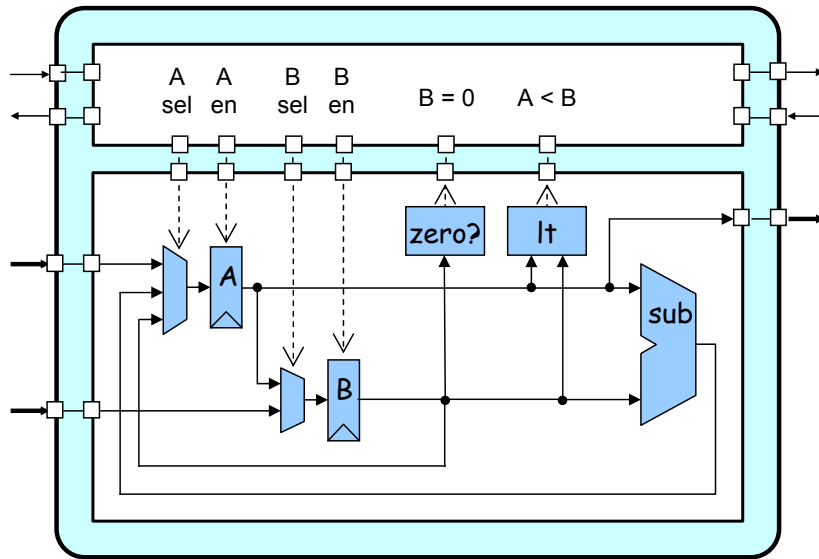 A sel
A en
B sel
B en
B = 0
A < B
zero?
lt
A
sub
B